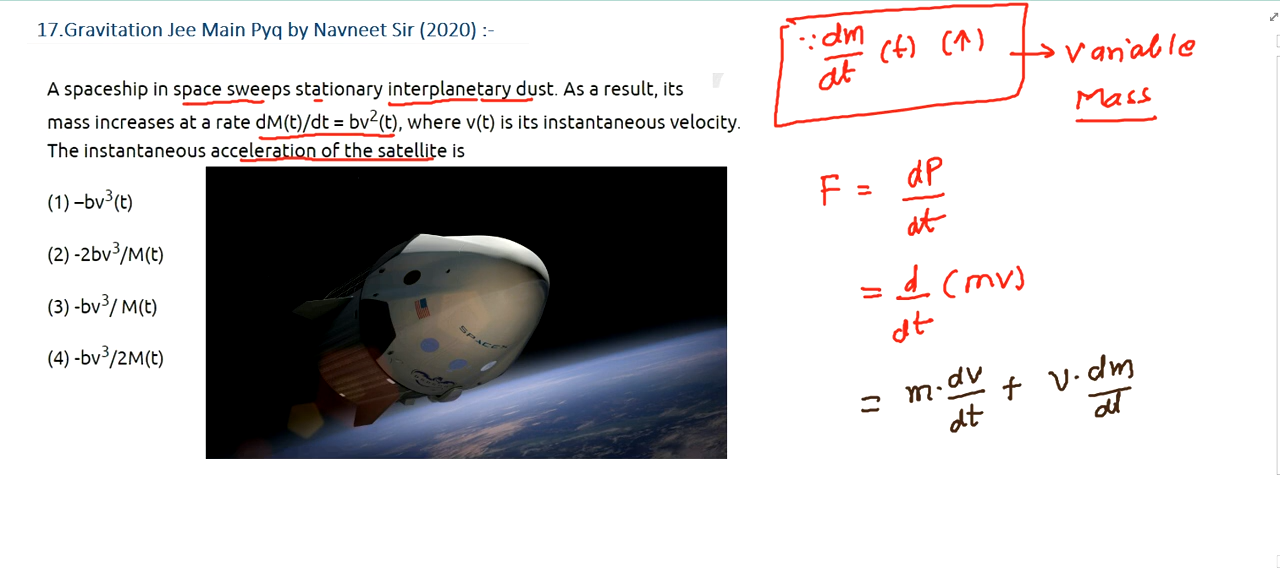 17.Gravitation Jee Main Pyq by Navneet Sir (2020) :-
A spaceship in space sweeps stationary interplanetary dust. As a result, its
mass increases at a rate dM(t)/dt = bv²(t), where v(t) is its instantaneous velocity.
The instantaneous acceleration of the satellite is
(1) –bv³(t)
(2) -2bv³/M(t)
(3) -bv³/ M(t)
(4) -bv³/2M(t)
SPACEX
∵ dm/dt (t) (↑) → variable
Mass
F = dP/dt
= d/dt (mv)
= m·dv/dt + v·dm/dt